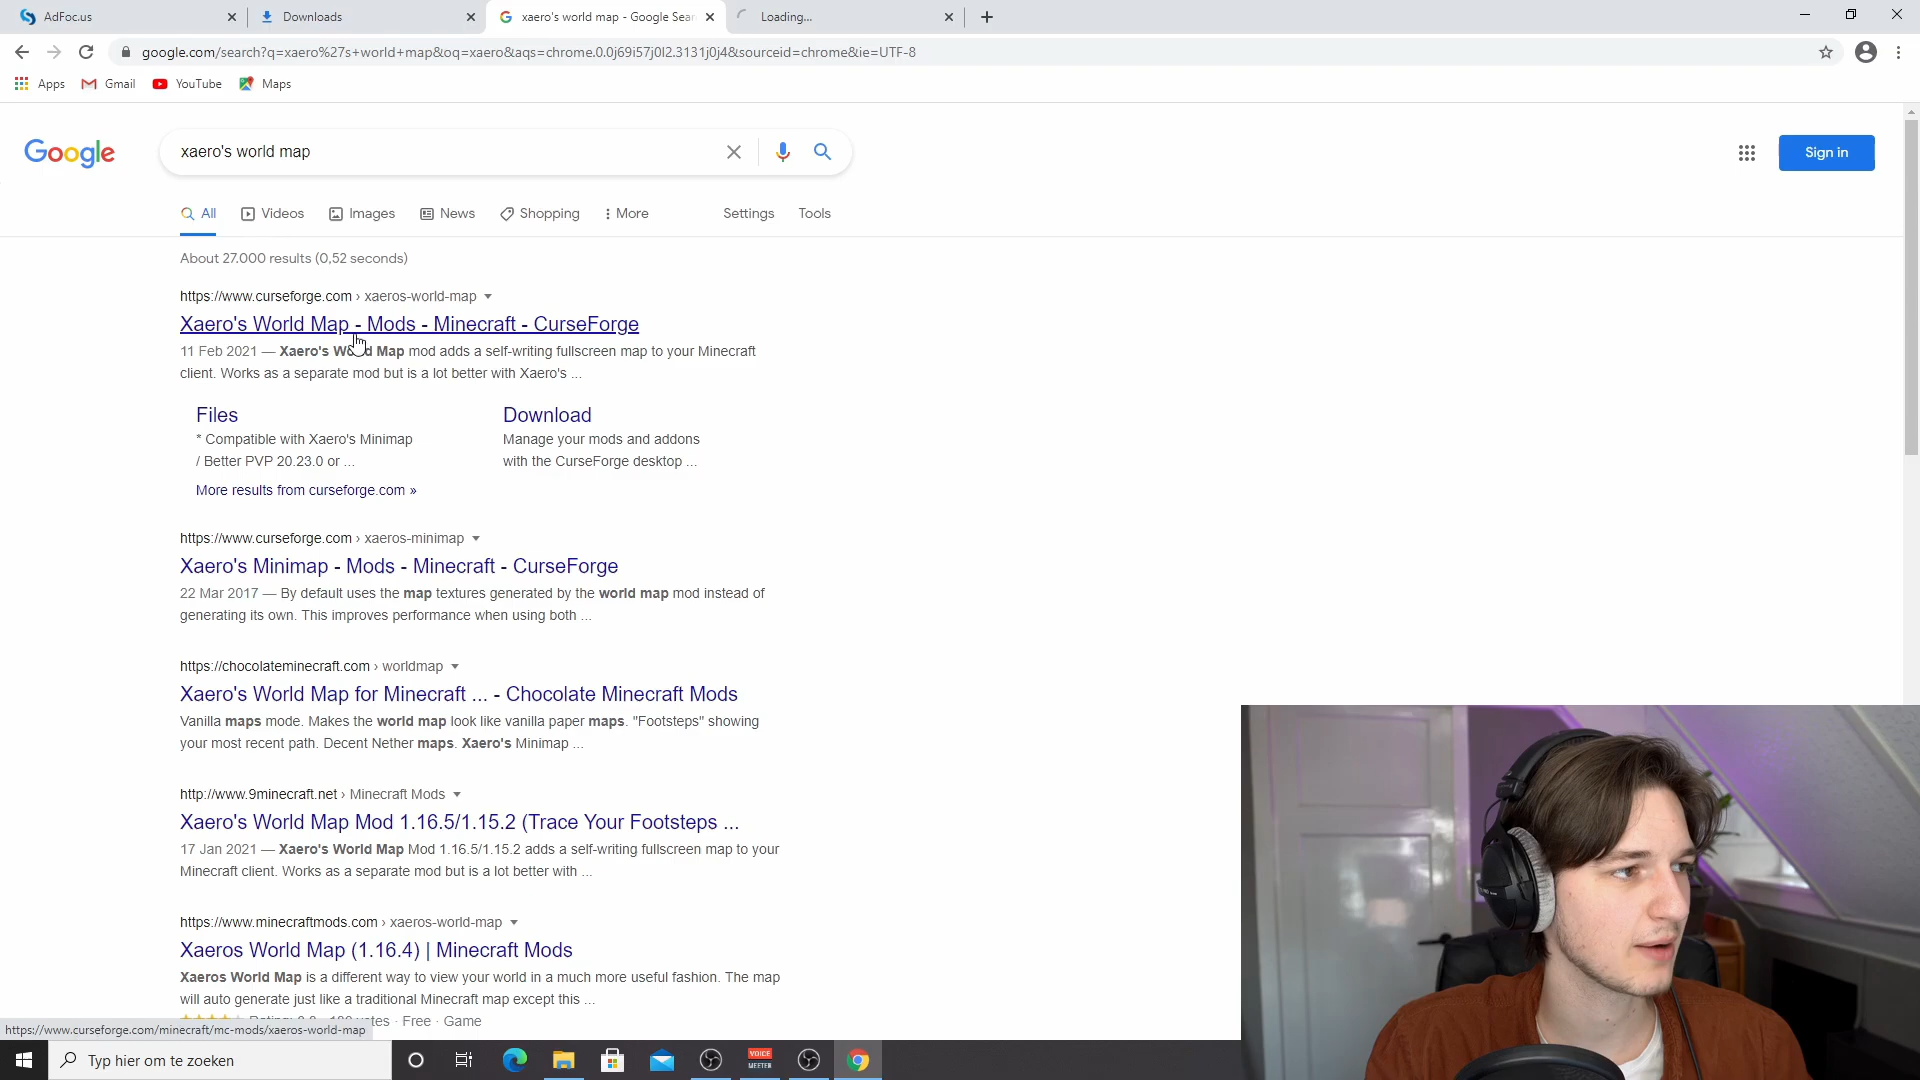 AdFoc.us
Downloads
xaero's world map - Google Sear
Loading...
google.com/search?q=xaero%27s+world+map&oq=xaero&aqs=chrome.0.0j69i57j0l2.3131j0j4&sourceid=chrome&ie=UTF-8
Apps Gmail YouTube Maps
Google
xaero's world map
Sign in
All Videos Images News Shopping More Settings Tools
About 27.000 results (0,52 seconds)
https://www.curseforge.com › xaeros-world-map
Xaero's World Map - Mods - Minecraft - CurseForge
11 Feb 2021 — Xaero's World Map mod adds a self-writing fullscreen map to your Minecraft
client. Works as a separate mod but is a lot better with Xaero's ...
Files
* Compatible with Xaero's Minimap
/ Better PVP 20.23.0 or ...
Download
Manage your mods and addons
with the CurseForge desktop ...
More results from curseforge.com »
https://www.curseforge.com › xaeros-minimap
Xaero's Minimap - Mods - Minecraft - CurseForge
22 Mar 2017 — By default uses the map textures generated by the world map mod instead of
generating its own. This improves performance when using both ...
https://chocolateminecraft.com › worldmap
Xaero's World Map for Minecraft ... - Chocolate Minecraft Mods
Vanilla maps mode. Makes the world map look like vanilla paper maps. "Footsteps" showing
your most recent path. Decent Nether maps. Xaero's Minimap ...
http://www.9minecraft.net › Minecraft Mods
Xaero's World Map Mod 1.16.5/1.15.2 (Trace Your Footsteps ...
17 Jan 2021 — Xaero's World Map Mod 1.16.5/1.15.2 adds a self-writing fullscreen map to your
Minecraft client. Works as a separate mod but is a lot better with ...
https://www.minecraftmods.com › xaeros-world-map
Xaeros World Map (1.16.4) | Minecraft Mods
Xaeros World Map is a different way to view your world in a much more useful fashion. The map
will auto generate just like a traditional Minecraft map except this ...
· Free · Game
https://www.curseforge.com/minecraft/mc-mods/xaeros-world-map
Typ hier om te zoeken
VOICE
MEETER